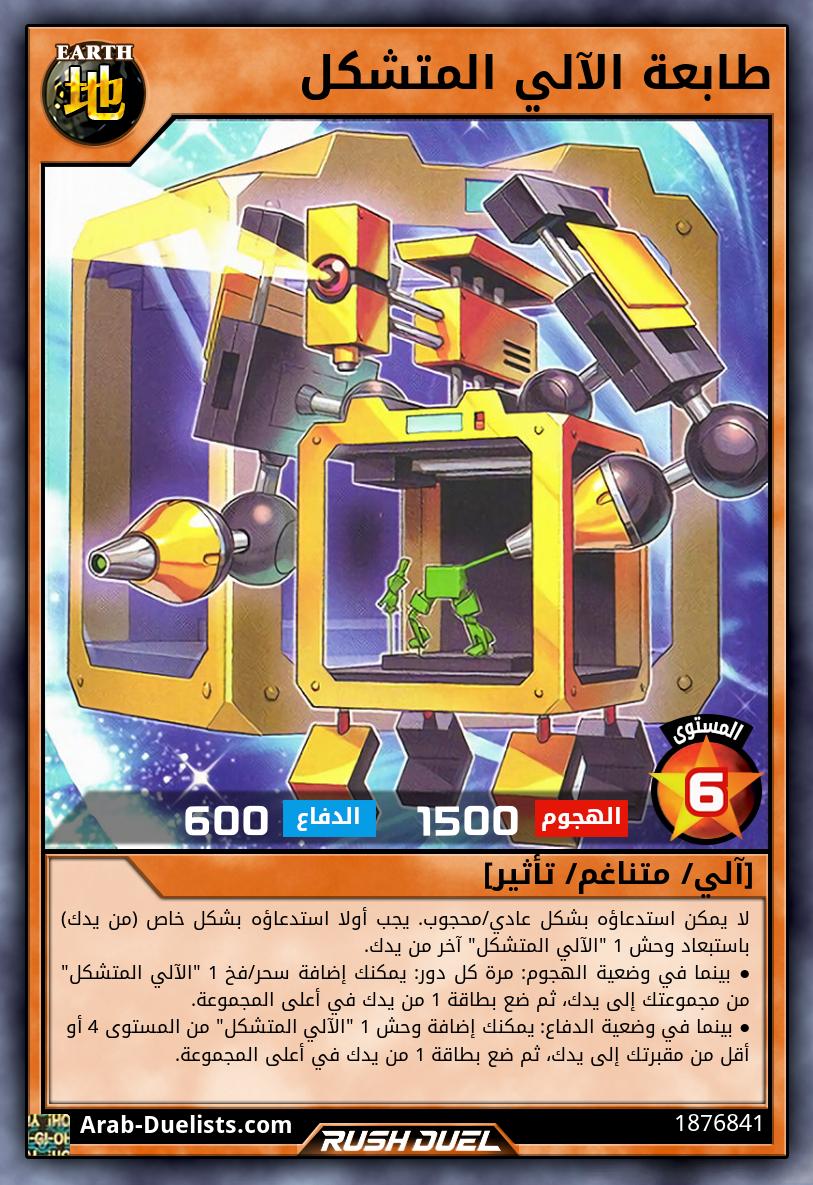 EARTH
地
طابعة الآلي المتشكل
المستوى
6
الهجوم 1500 الدفاع 600
[آلي/ متناغم/ تأثير]
لا يمكن استدعاؤه بشكل عادي/محجوب. يجب أولا استدعاؤه بشكل خاص (من يدك)
باستبعاد وحش 1 "الآلي المتشكل" آخر من يدك.
● بينما في وضعية الهجوم: مرة كل دور: يمكنك إضافة سحر/فخ 1 "الآلي المتشكل"
من مجموعتك إلى يدك، ثم ضع بطاقة 1 من يدك في أعلى المجموعة.
● بينما في وضعية الدفاع: يمكنك إضافة وحش 1 "الآلي المتشكل" من المستوى 4 أو
أقل من مقبرتك إلى يدك، ثم ضع بطاقة 1 من يدك في أعلى المجموعة.
Arab-Duelists.com
RUSH DUEL
1876841